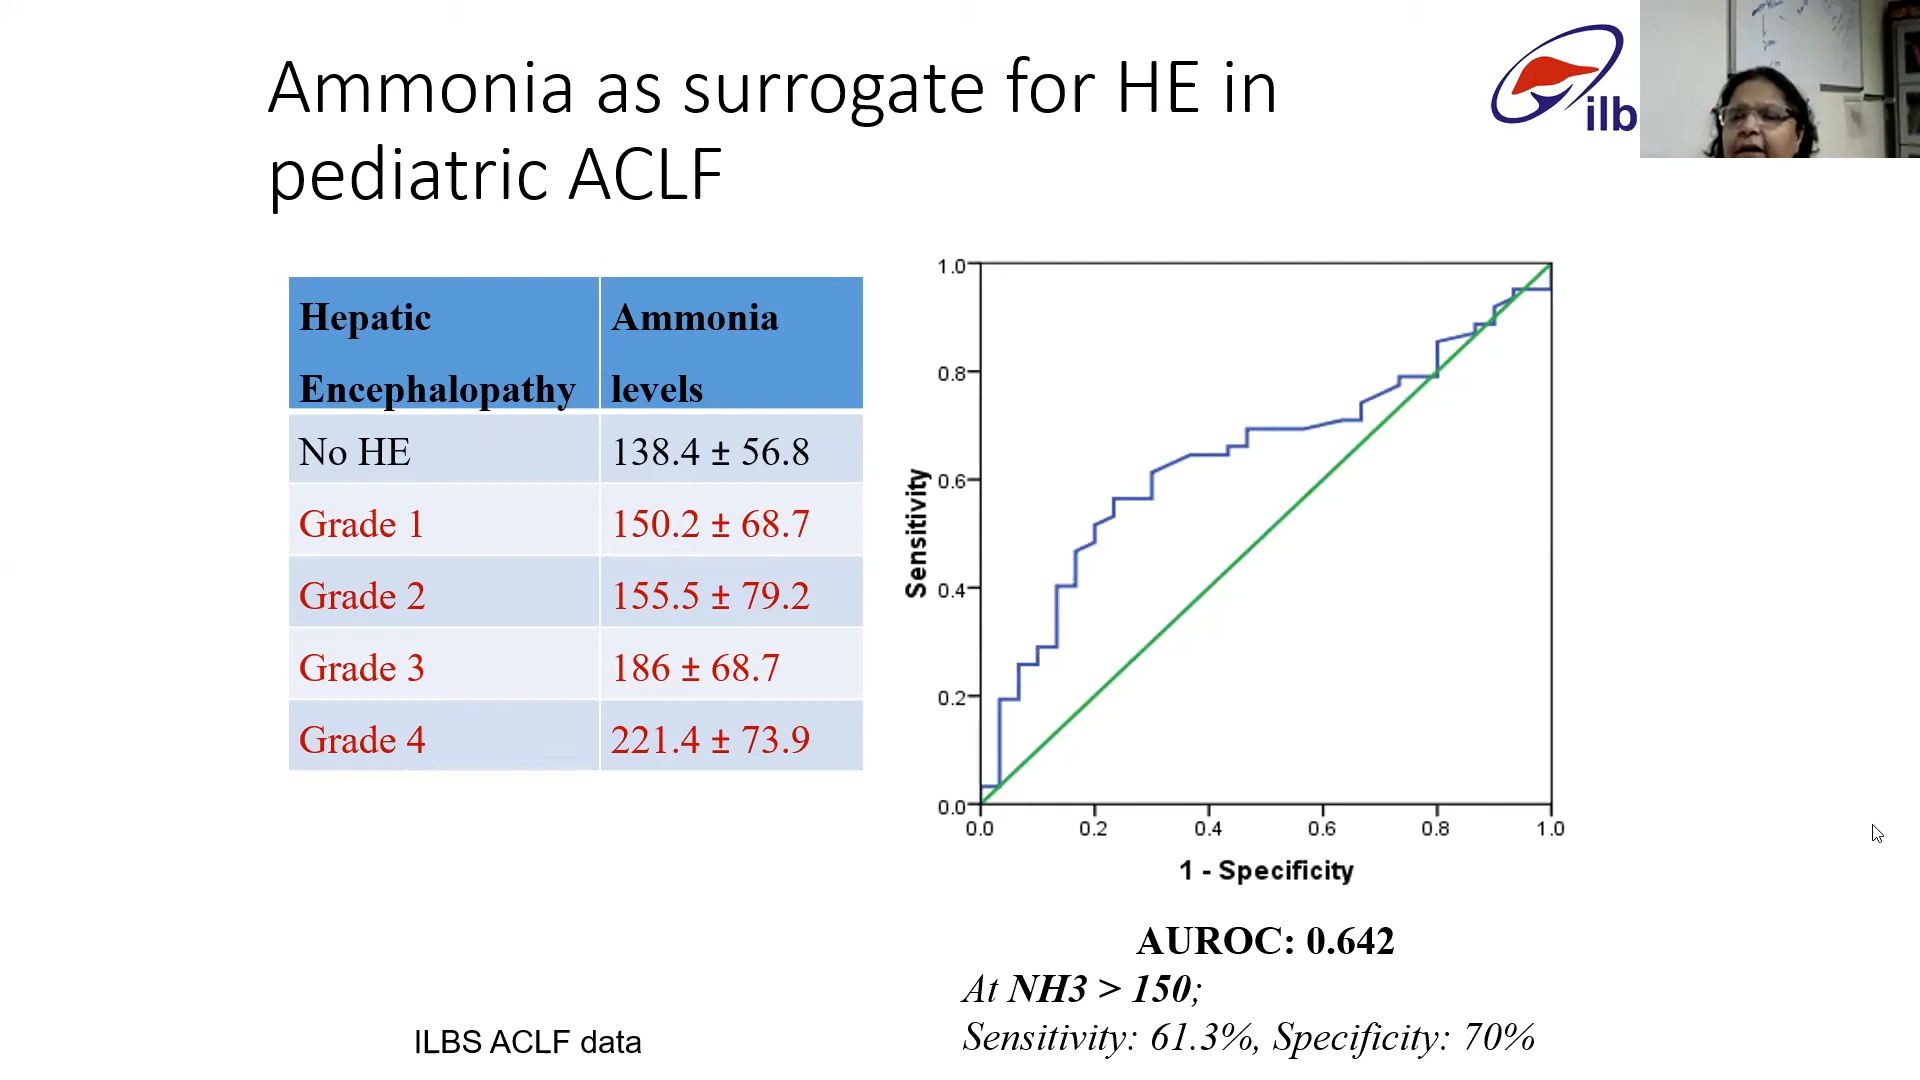 Ammonia as surrogate for HE in
pediatric ACLF
ilb
Hepatic
Encephalopathy
Ammonia
levels
No HE 138.4 ± 56.8
Grade 1 150.2 ± 68.7
Grade 2 155.5 ± 79.2
Grade 3 186 ± 68.7
Grade 4 221.4 ± 73.9
Sensitivity
1.0
0.8
0.6
0.4
0.2
0.0
0.0 0.2 0.4 0.6 0.8 1.0
1 - Specificity
AUROC: 0.642
At NH3 > 150;
Sensitivity: 61.3%, Specificity: 70%
ILBS ACLF data